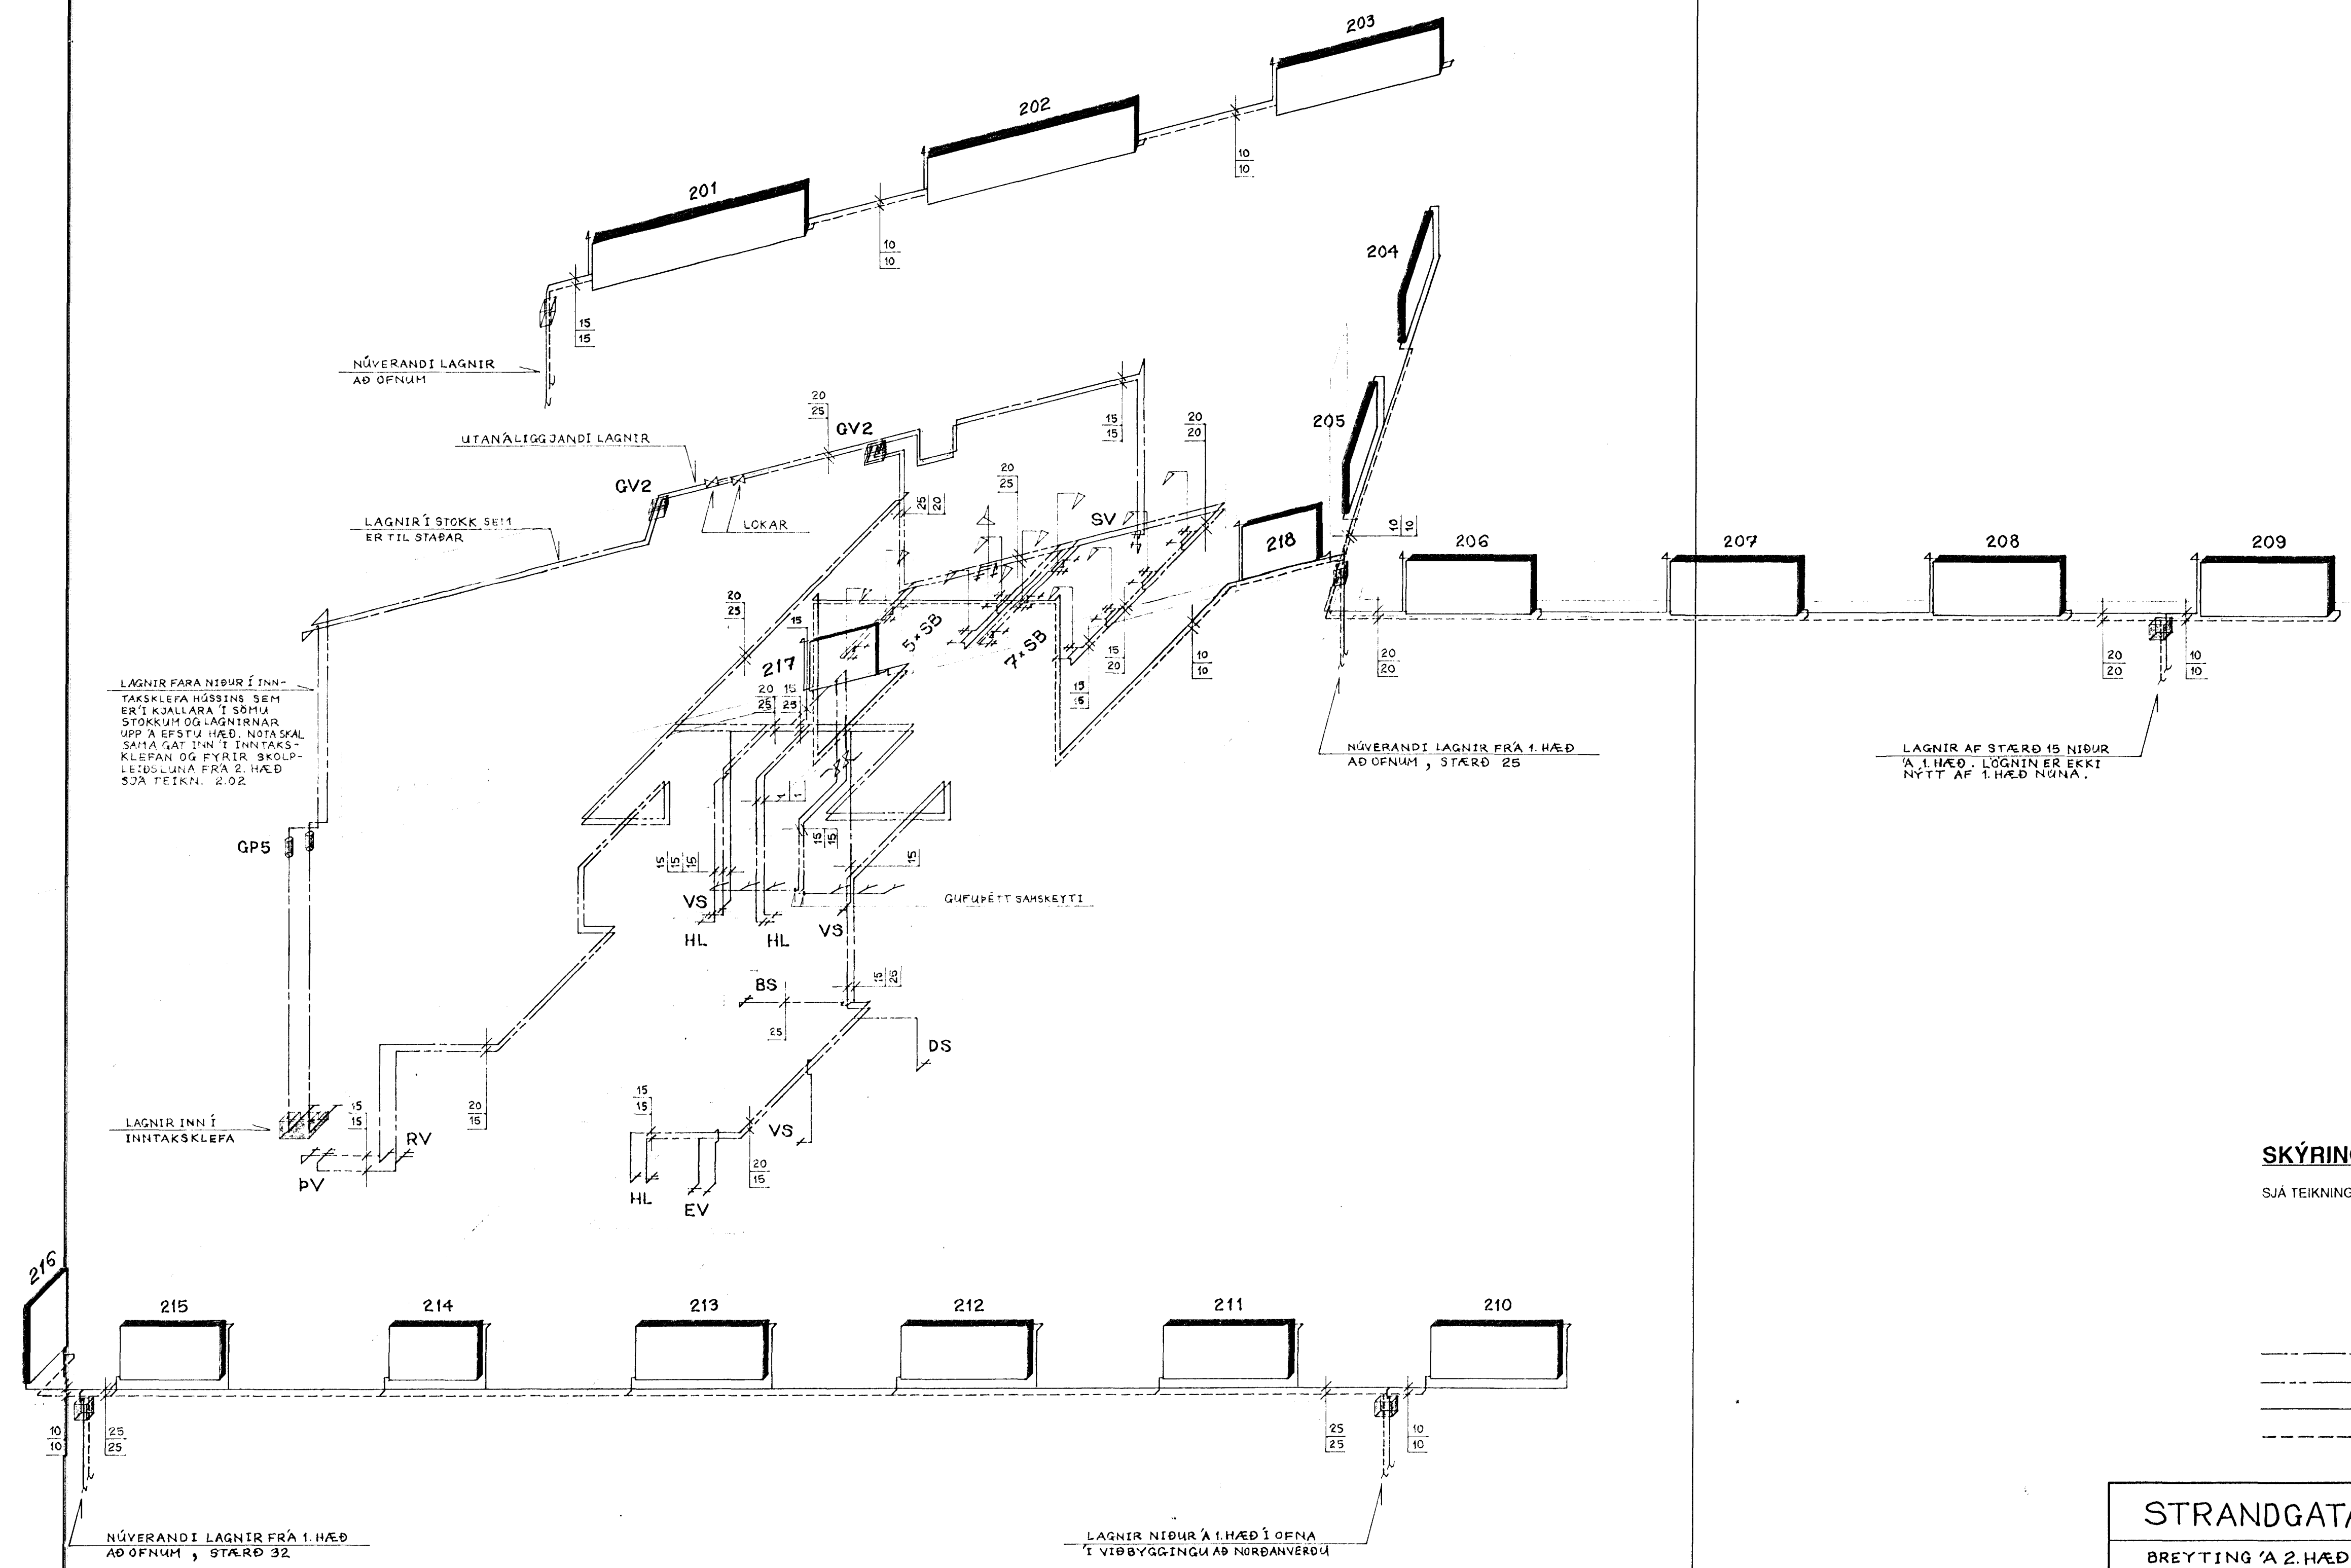 203
202
201
10
10
10
10
15
15
204
NÚVERANDI LAGNIR
AÐ OFNUM
20
25
GV2
UTANÁLIGGJANDI LAGNIR
15
15
20
20
205
20
25
GV2
25
20
LAGNIR Í STOKK SEM
ER TIL STAÐAR
LOKAR
SV
218
10
10
206
207
208
209
20
25
15
217
5×SB
7×SB
15
20
10
10
20
20
20
20
10
10
LAGNIR FARA NIÐUR Í INN-
TAKSKLEFA HÚSSINS SEM
ER Í KJALLARA Í SÖMU
STOKKUM OG LAGNIRNAR
UPP Á EFSTU HÆÐ. NOTA SKAL
SAMA GAT INN Í INNTAKS-
KLEFAN OG FYRIR SKOLP-
LEIÐSLUNA FRÁ 2. HÆÐ
SJÁ TEIKN. 2.02
20
25
15
25
15
15
NÚVERANDI LAGNIR FRÁ 1. HÆÐ
AÐ OFNUM , STÆRÐ 25
LAGNIR AF STÆRÐ 15 NIÐUR
Á 1. HÆÐ . LÖGNIN ER EKKI
NÝTT AF 1. HÆÐ NÚNA .
GP5
15
15
15
15
15
15
VS
GUFUÞÉTT SAMSKEYTI
HL
HL
VS
BS
15
25
25
DS
LAGNIR INN Í
INNTAKSKLEFA
15
15
RV
20
15
15
15
VS
20
15
ÞV
HL
EV
SKÝRIN
SJÁ TEIKNING
216
215
214
213
212
211
210
10
10
25
25
25
25
10
10
NÚVERANDI LAGNIR FRÁ 1. HÆÐ
AÐ OFNUM , STÆRÐ 32
LAGNIR NIÐUR Á 1. HÆÐ Í OFNA
Í VIÐBYGGINGU AÐ NORÐANVERÐU
STRANDGATA
BREYTING Á 2. HÆÐ